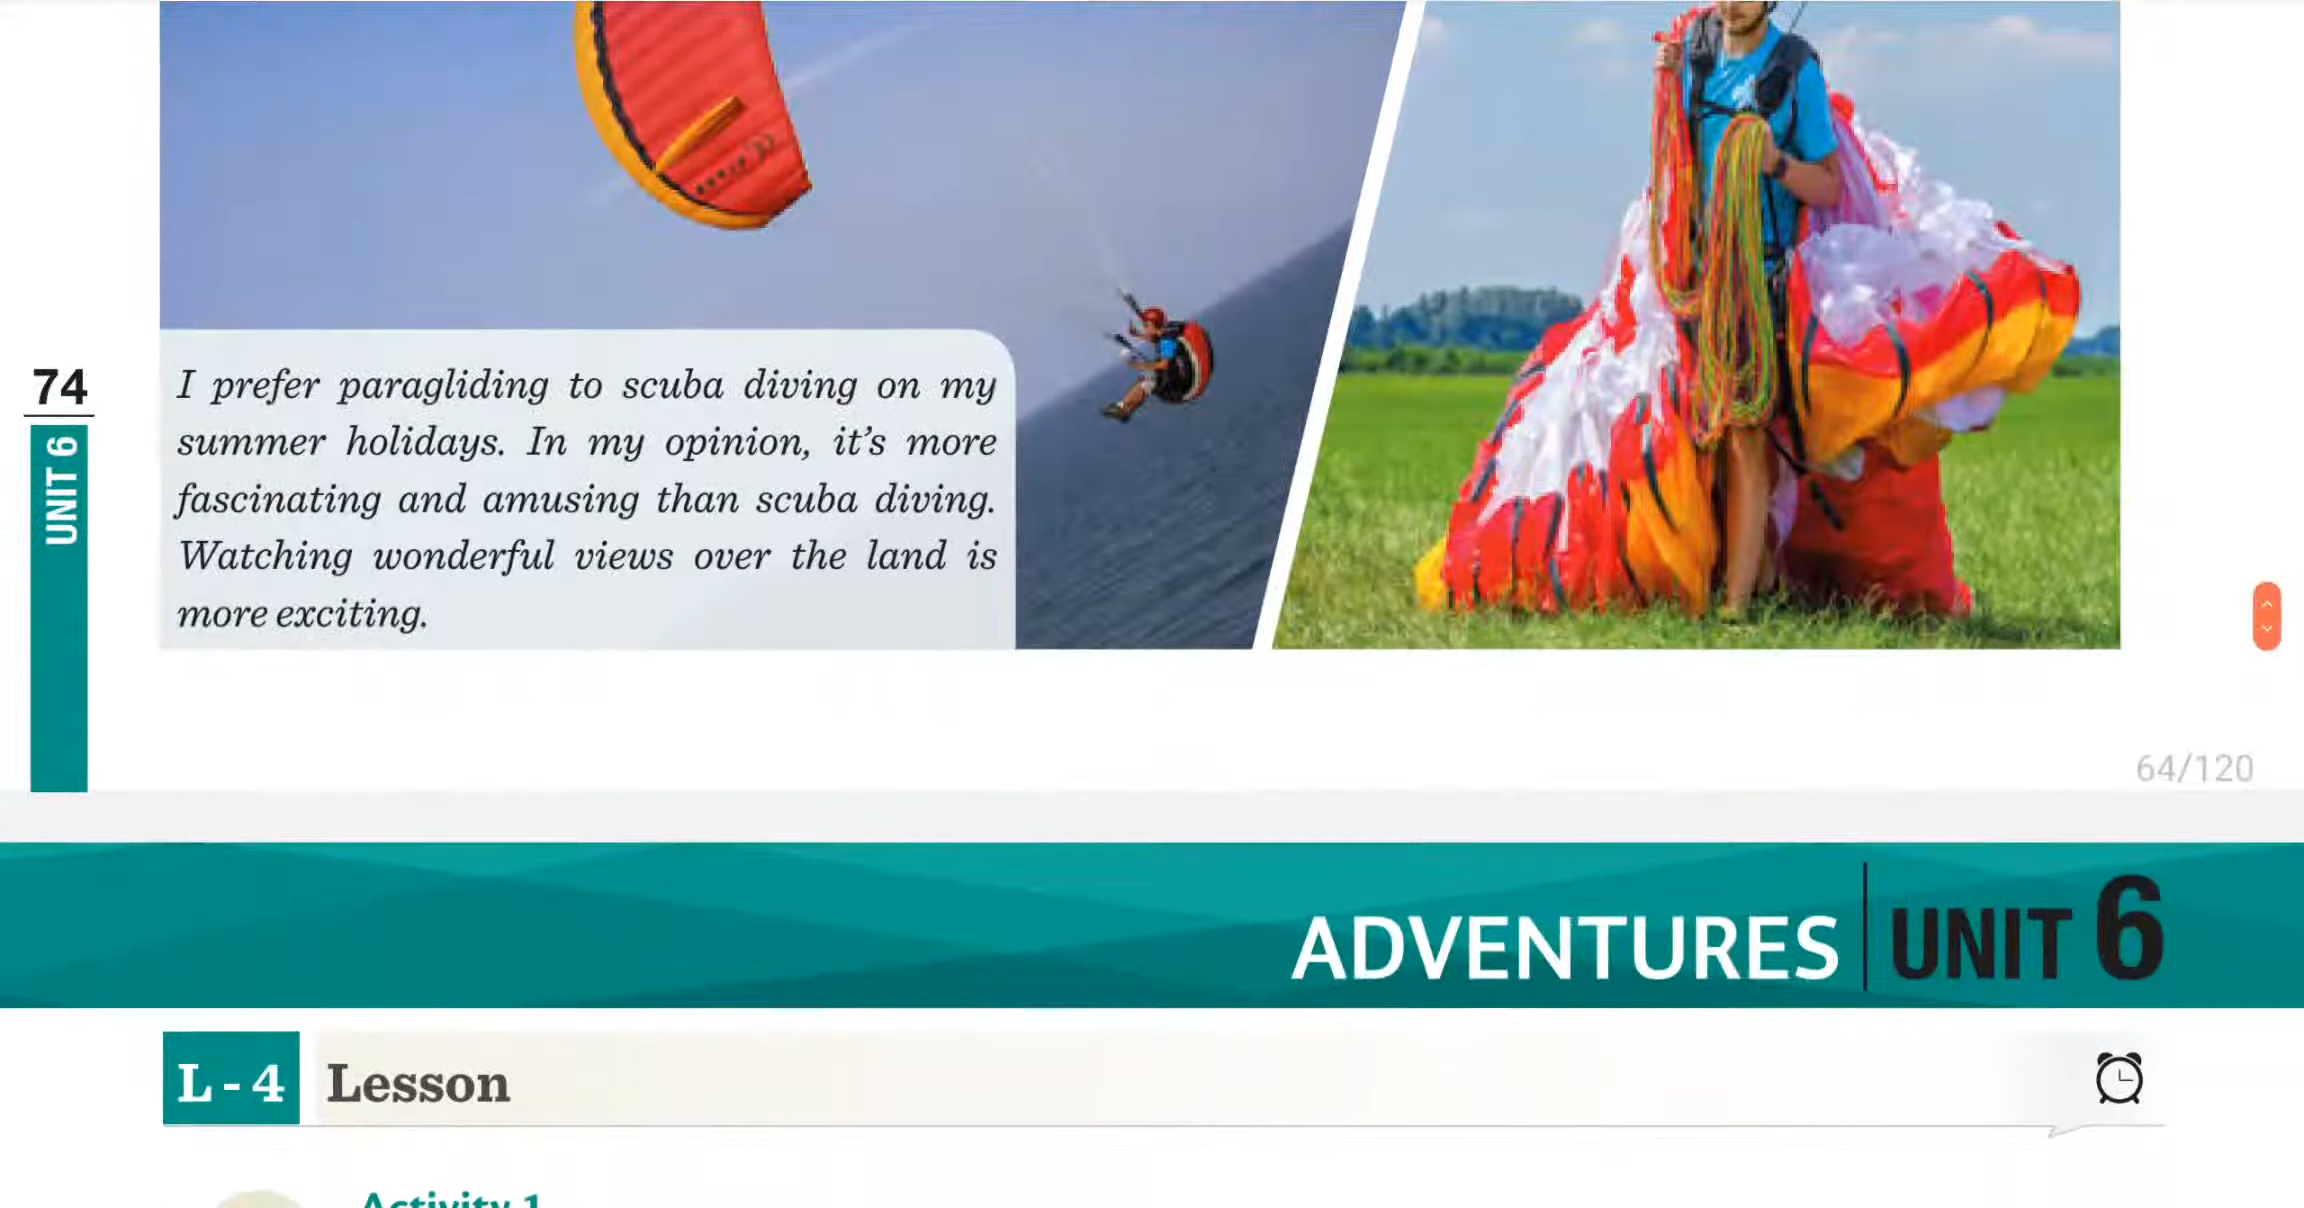 74
UNIT 6
I prefer paragliding to scuba diving on my
summer holidays. In my opinion, it's more
fascinating and amusing than scuba diving.
Watching wonderful views over the land is
more exciting.
64/120
ADVENTURES UNIT 6
L - 4 Lesson
Activity 1